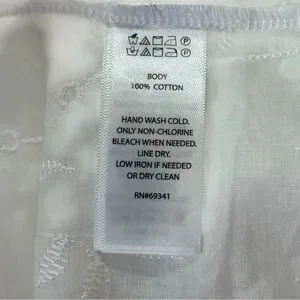 BODY
100% COTTON
HAND WASH COLD.
ONLY NON-CHLORINE
BLEACH WHEN NEEDED.
LINE DRY.
LOW IRON IF NEEDED
OR DRY CLEAN
RN#69341